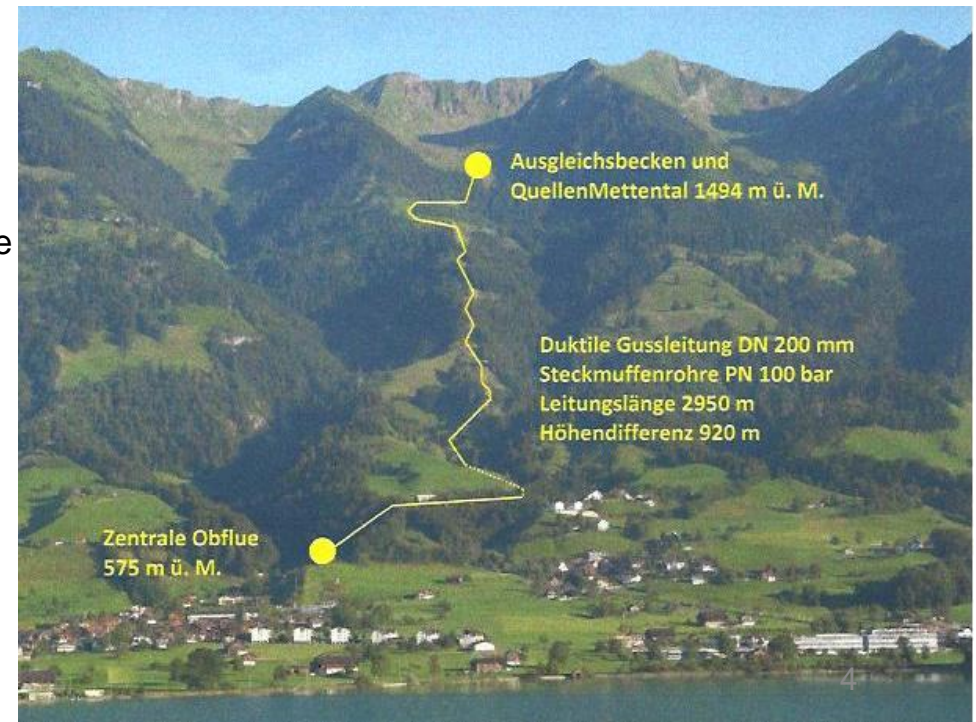 e
Ausgleichsbecken und
QuellenMettental 1494 m ü. M.
Duktile Gussleitung DN 200 mm
Steckmuffenrohre PN 100 bar
Leitungslänge 2950 m
Höhendifferenz 920 m
Zentrale Obflue
575 m ü. M.
4